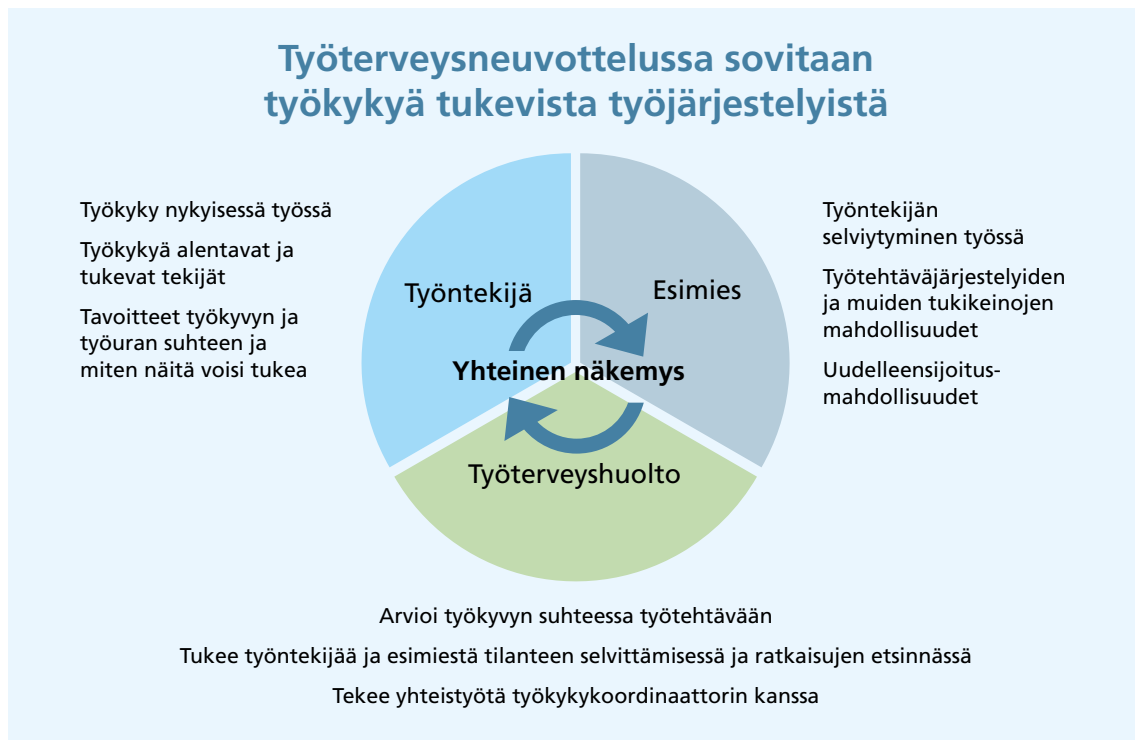 Työterveysneuvottelussa sovitaan
työkykyä tukevista työjärjestelyistä
Työkyky nykyisessä työssä
Työkykyä alentavat ja
tukevat tekijät
Tavoitteet työkyvyn ja
työuran suhteen ja
miten näitä voisi tukea
Työntekijä
Esimies
Yhteinen näkemys
Työterveyshuolto
Työntekijän
selviytyminen työssä
Työtehtäväjärjestelyiden
ja muiden tukikeinojen
mahdollisuudet
Uudelleensijoitus-
mahdollisuudet
Arvioi työkyvyn suhteessa työtehtävään
Tukee työntekijää ja esimiestä tilanteen selvittämisessä ja ratkaisujen etsinnässä
Tekee yhteistyötä työkykykoordinaattorin kanssa